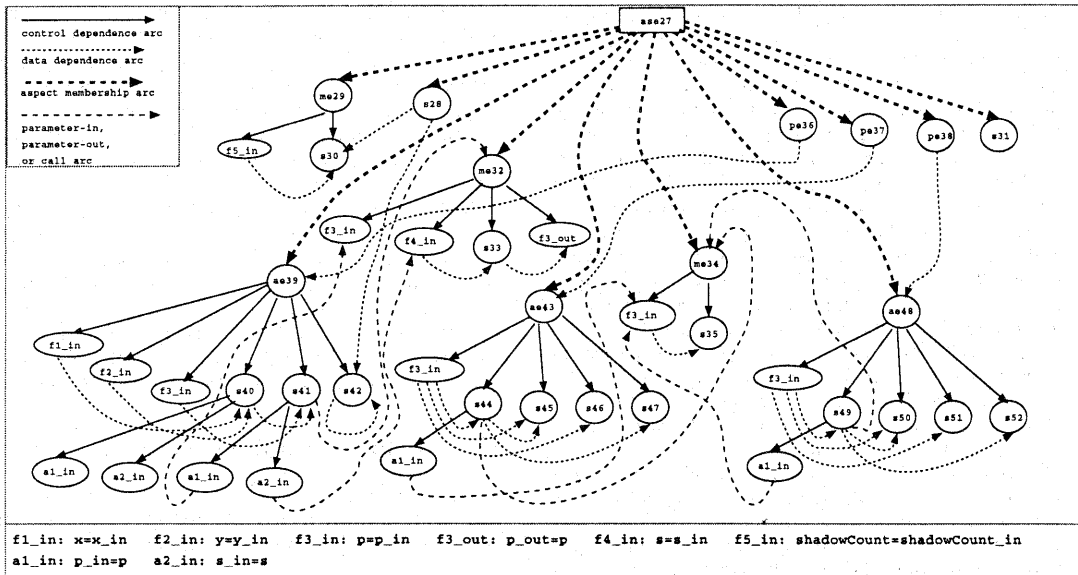 control dependence arc
data dependence arc
aspect membership arc
parameter-in,
parameter-out,
or call arc
ase27
me29
s28
pe36
pe37
pe38
s31
f5_in
s30
me32
f3_in
f4_in
s33
f3_out
me34
ae39
ae43
f3_in
s35
ae48
f1_in
f2_in
f3_in
s40
s41
s42
f3_in
s44
s45
s46
s47
f3_in
s49
s50
s51
s52
a1_in
a2_in
a1_in
a2_in
a1_in
a1_in
f1_in: x=x_in f2_in: y=y_in f3_in: p=p_in f3_out: p_out=p f4_in: s=s_in f5_in: shadowCount=shadowCount_in
a1_in: p_in=p a2_in: s_in=s